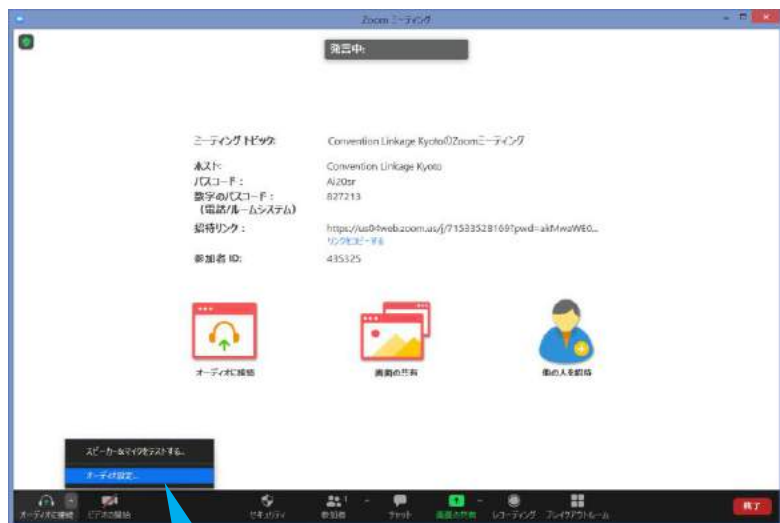 Zoom ミーティング
発言中:
ミーティング トピック: Convention Linkage KyotoのZoomミーティング
ホスト: Convention Linkage Kyoto
パスコード: Ai20sr
数字のパスコード: 827213
(電話/ルームシステム)
招待リンク: https://us04web.zoom.us/j/71533528169?pwd=
リンクをコピーする
参加者 ID: 435325
オーディオに接続 画面の共有 他の人を招待
スピーカー&マイクをテストする...
オーディオ設定...
オーディオに接続 ビデオの開始 セキュリティ 参加者 1 チャット 画面の共有 レコーディング ブレイクアウトルーム 終了